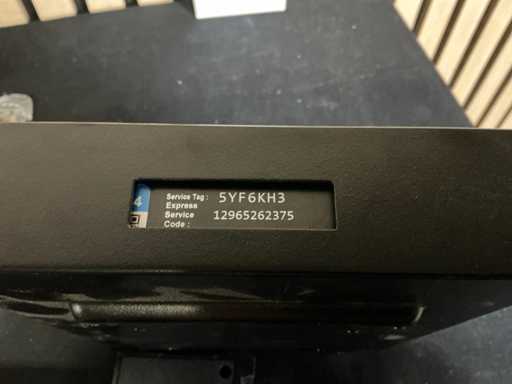 4
Service Tag : 5YF6KH3
Express
Service 12965262375
Code :